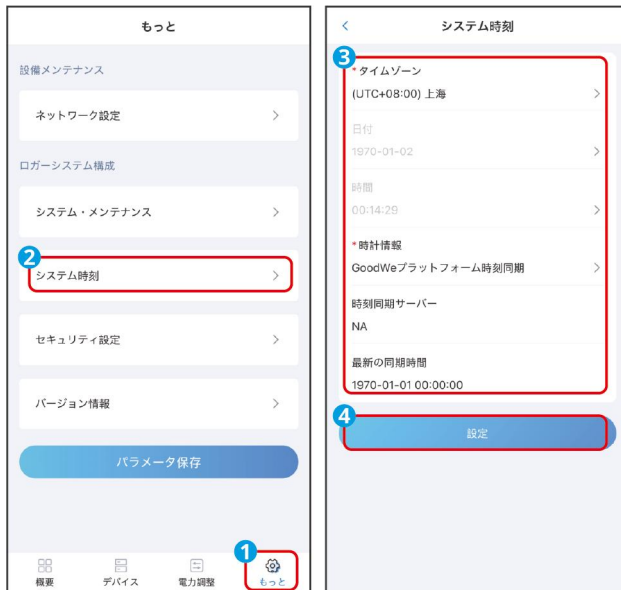 もっと
設備メンテナンス
ネットワーク設定
ロガーシステム構成
システム・メンテナンス
2
システム時刻
セキュリティ設定
バージョン情報
パラメータ保存
1
概要
デバイス
電力調整
もっと
システム時刻
3
*タイムゾーン
(UTC+08:00) 上海
日付
1970-01-02
時間
00:14:29
*時計情報
GoodWeプラットフォーム時刻同期
時刻同期サーバー
NA
最新の同期時間
1970-01-01 00:00:00
4
設定